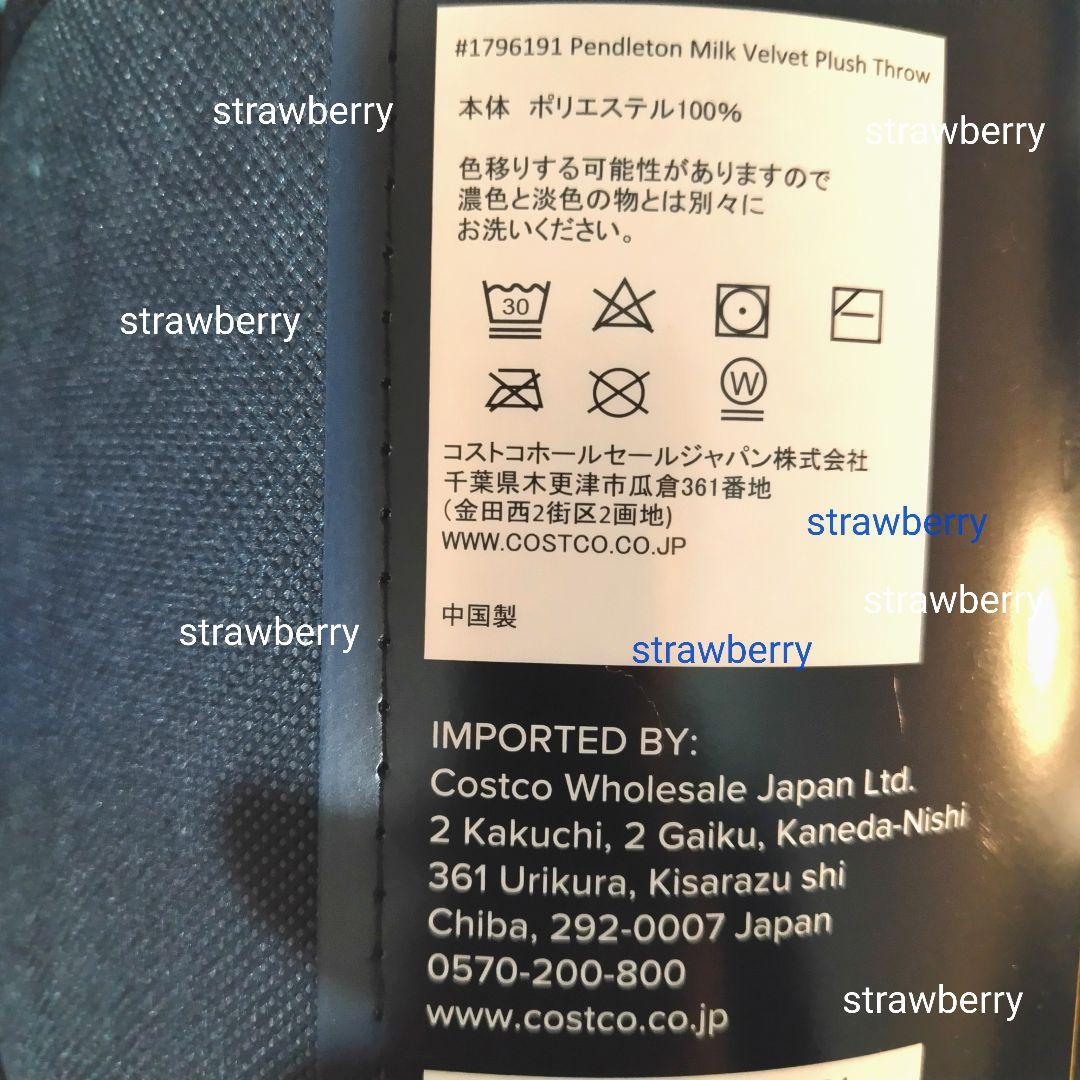 #1796191 Pendleton Milk Velvet Plush Throw
strawberry
本体 ポリエステル100%
strawberry
色移りする可能性がありますので
濃色と淡色の物とは別々に
お洗いください。
30
strawberry
W
コストコホールセールジャパン株式会社
千葉県木更津市瓜倉361番地
(金田西2街区2画地)
strawberry
WWW.COSTCO.CO.JP
strawberry
中国製
strawberry
strawberry
IMPORTED BY:
Costco Wholesale Japan Ltd.
2 Kakuchi, 2 Gaiku, Kaneda-Nishi
361 Urikura, Kisarazu shi
Chiba, 292-0007 Japan
0570-200-800
strawberry
www.costco.co.jp